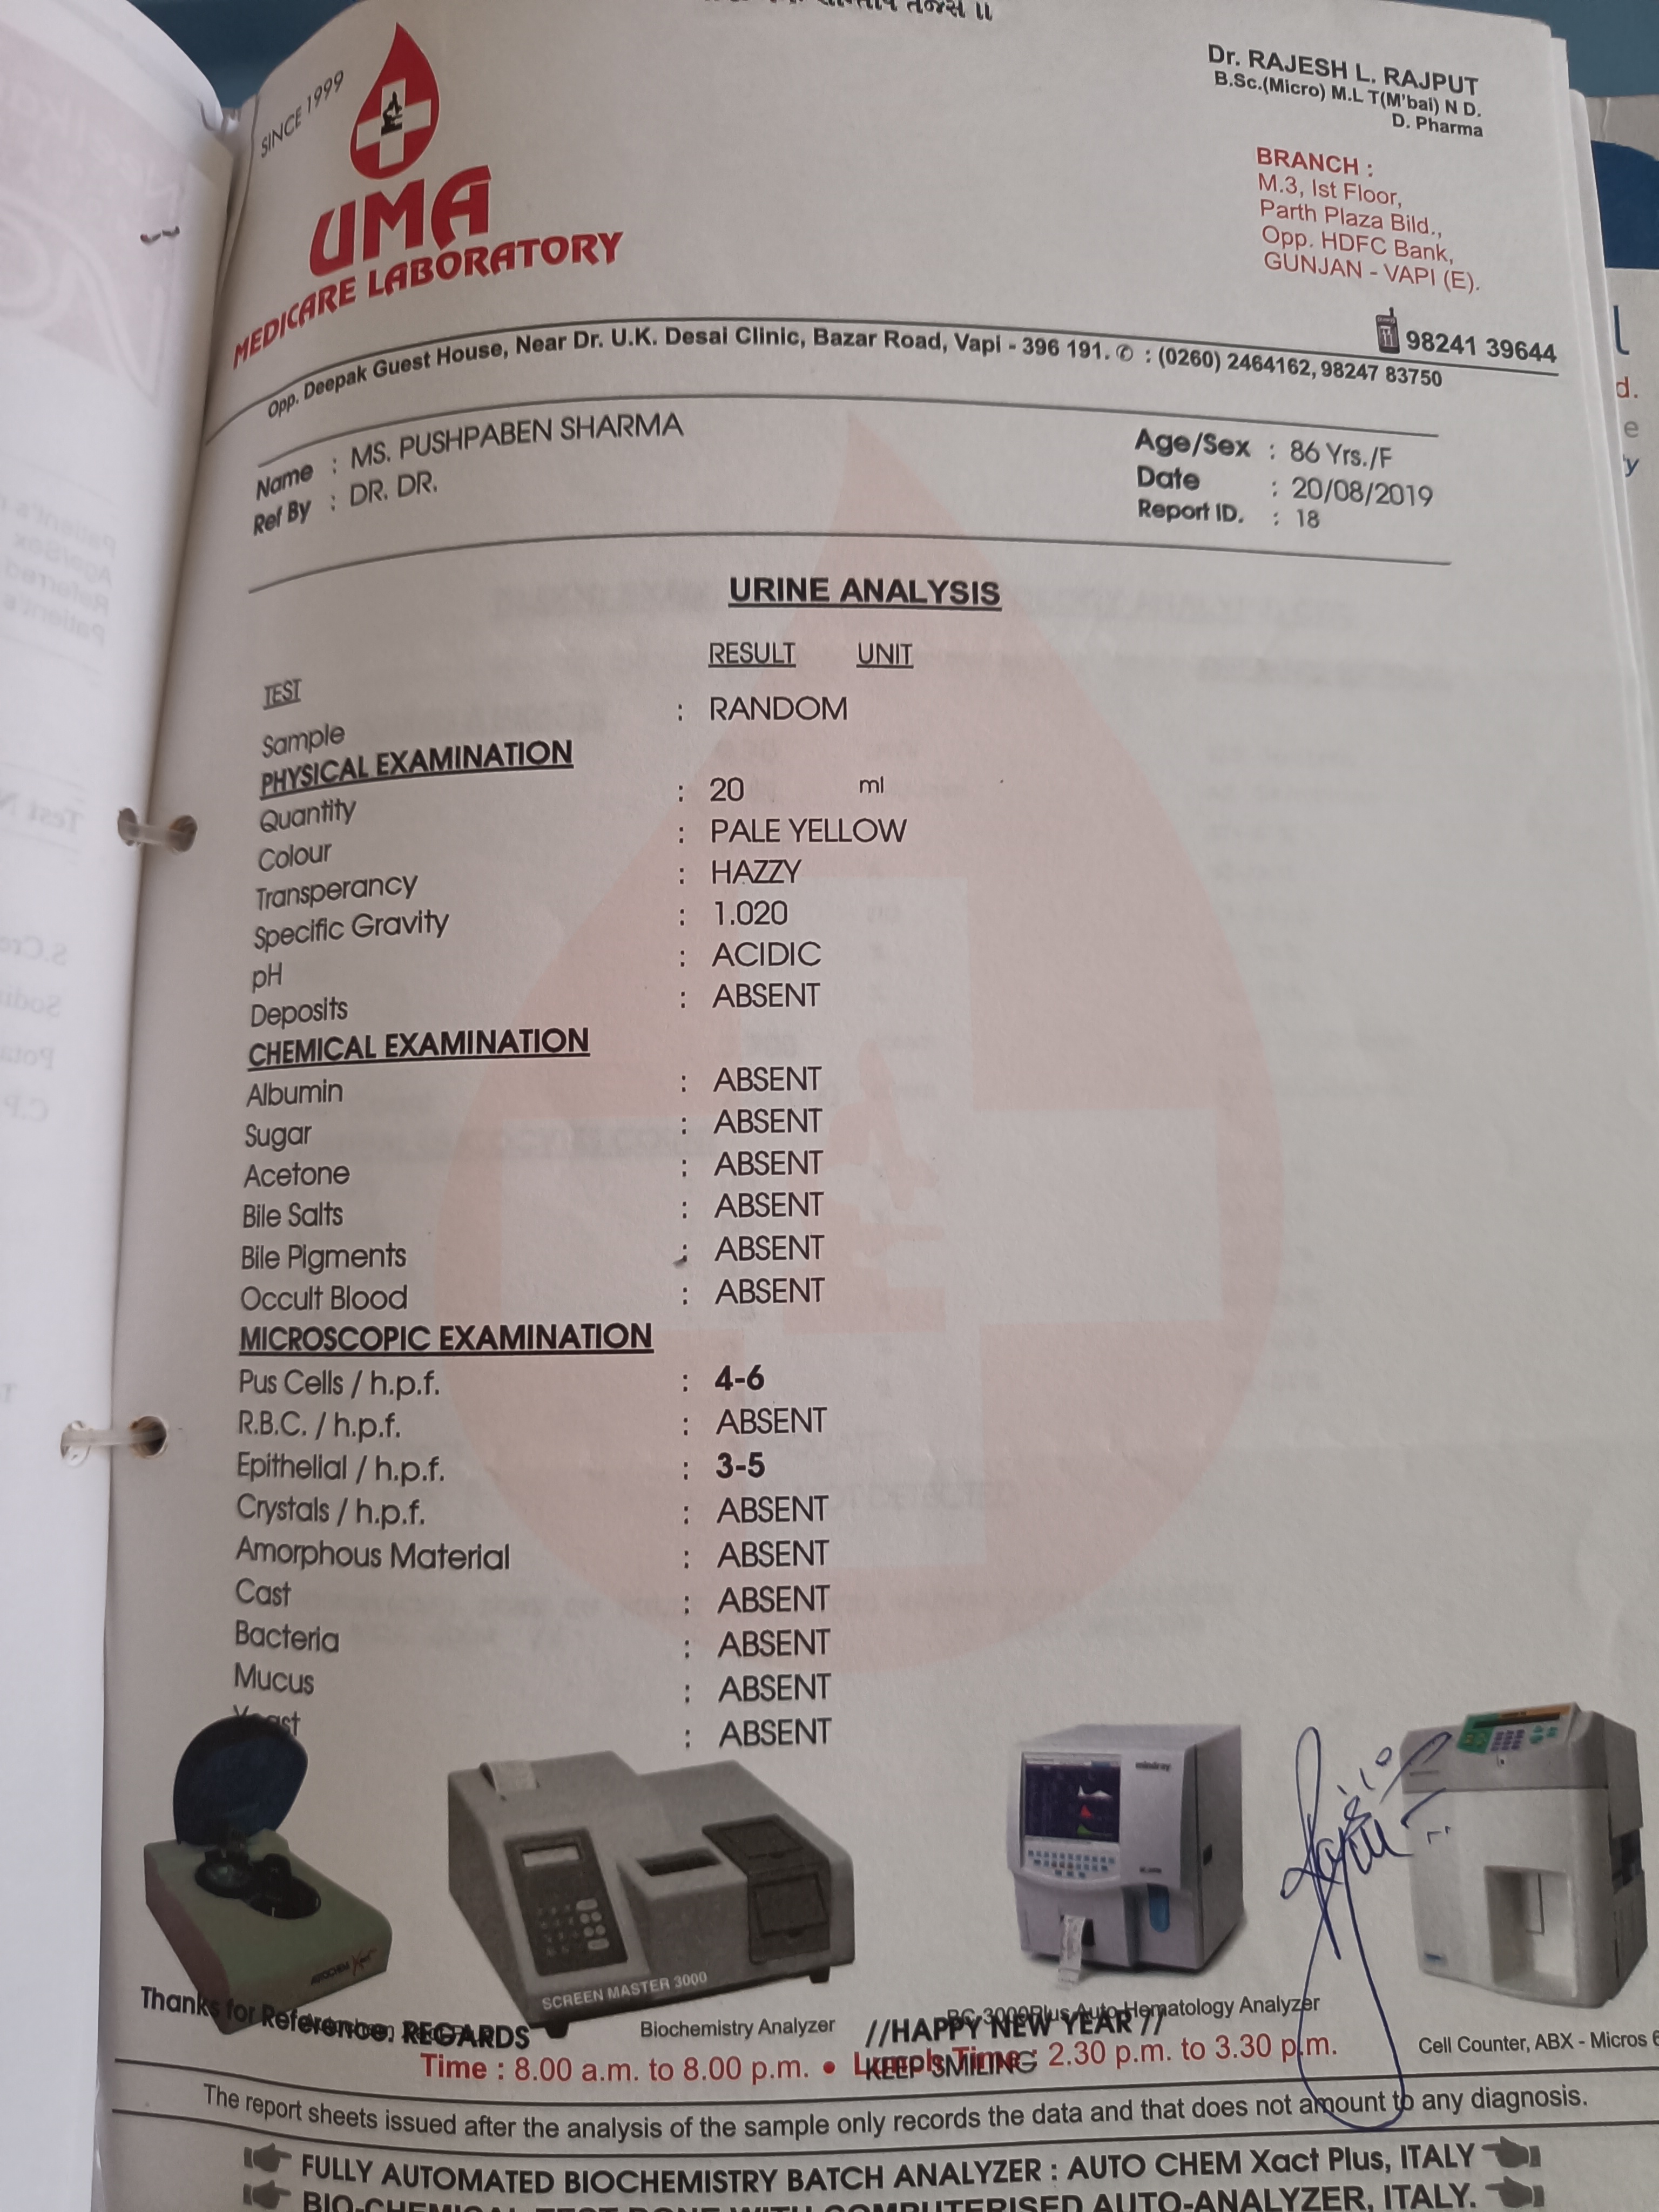 SINCE 1999
UMA
MEDICARE LABORATORY
Dr. RAJESH L. RAJPUT
B.Sc.(Micro) M.L T(M'bai) N D.
D. Pharma
BRANCH :
M.3, Ist Floor,
Parth Plaza Bild.,
Opp. HDFC Bank,
GUNJAN - VAPI (E).
98241 39644
Opp. Deepak Guest House, Near Dr. U.K. Desai Clinic, Bazar Road, Vapi - 396 191. ✆ : (0260) 2464162, 98247 83750
Name : MS. PUSHPABEN SHARMA
Ref By : DR. DR.
Age/Sex : 86 Yrs./F
Date : 20/08/2019
Report ID. : 18
URINE ANALYSIS
TEST RESULT UNIT
Sample : RANDOM
PHYSICAL EXAMINATION
Quantity : 20 ml
Colour : PALE YELLOW
Transperancy : HAZZY
Specific Gravity : 1.020
pH : ACIDIC
Deposits : ABSENT
CHEMICAL EXAMINATION
Albumin : ABSENT
Sugar : ABSENT
Acetone : ABSENT
Bile Salts : ABSENT
Bile Pigments : ABSENT
Occult Blood : ABSENT
MICROSCOPIC EXAMINATION
Pus Cells / h.p.f. : 4-6
R.B.C. / h.p.f. : ABSENT
Epithelial / h.p.f. : 3-5
Crystals / h.p.f. : ABSENT
Amorphous Material : ABSENT
Cast : ABSENT
Bacteria : ABSENT
Mucus : ABSENT
Yeast : ABSENT
mindray
AUTOCHEM Xact
SCREEN MASTER 3000
Thanks for Reference. REGARDS
Biochemistry Analyzer
BC-3000Plus Auto Hematology Analyzer
//HAPPY NEW YEAR //
Cell Counter, ABX - Micros 6
Time : 8.00 a.m. to 8.00 p.m. • Lunch Time : 2.30 p.m. to 3.30 p.m.
KEEP SMILING
The report sheets issued after the analysis of the sample only records the data and that does not amount to any diagnosis.
FULLY AUTOMATED BIOCHEMISTRY BATCH ANALYZER : AUTO CHEM Xact Plus, ITALY
BIO-CHEMICAL TEST DONE WITH COMPUTERISED AUTO-ANALYZER, ITALY.